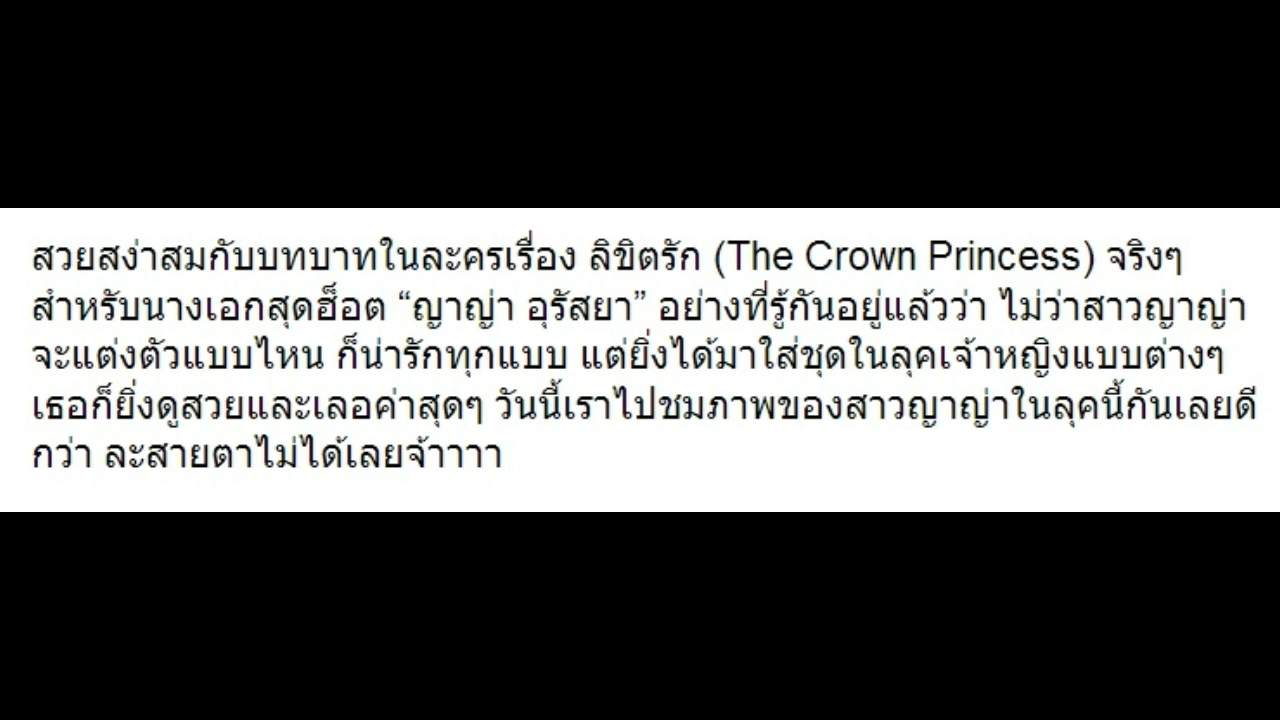 สวยสง่าสมกับบทบาทในละครเรื่อง ลิขิตรัก (The Crown Princess) จริงๆ
สำหรับนางเอกสุดฮ็อต “ญาญ่า อุรัสยา” อย่างที่รู้กันอยู่แล้วว่า ไม่ว่าสาวญาญ่า
จะแต่งตัวแบบไหน ก็น่ารักทุกแบบ แต่ยิ่งได้มาใส่ชุดในลุคเจ้าหญิงแบบต่างๆ
เธอก็ยิ่งดูสวยและเลอค่าสุดๆ วันนี้เราไปชมภาพของสาวญาญ่าในลุคนี้กันเลยดี
กว่า ละสายตาไม่ได้เลยจ้าาาา